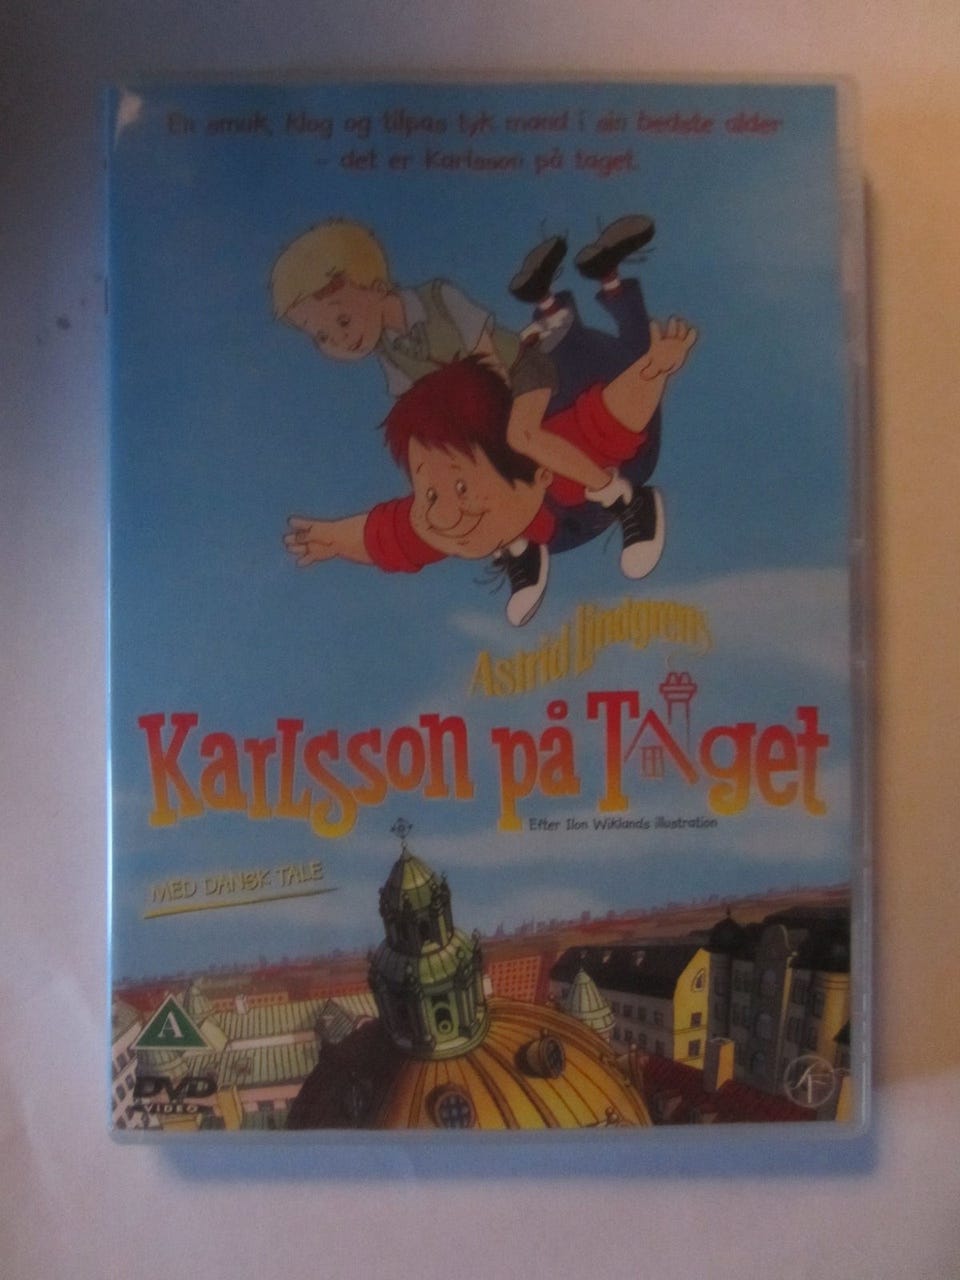 En smuk, klog og tilpas tyk mand i sin bedste alder
- det er Karlsson på taget.
Astrid Lindgrens
Karlsson på Taget
Efter Ilon Wiklands illustration
MED DANSK TALE
A
DVD
VIDEO
AF